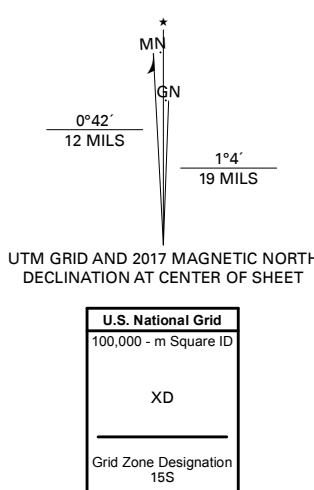 ★
MN
GN
0°42´
12 MILS
1°4´
19 MILS
UTM GRID AND 2017 MAGNETIC NORTH
DECLINATION AT CENTER OF SHEET
U.S. National Grid
100,000 - m Square ID
XD
Grid Zone Designation
15S